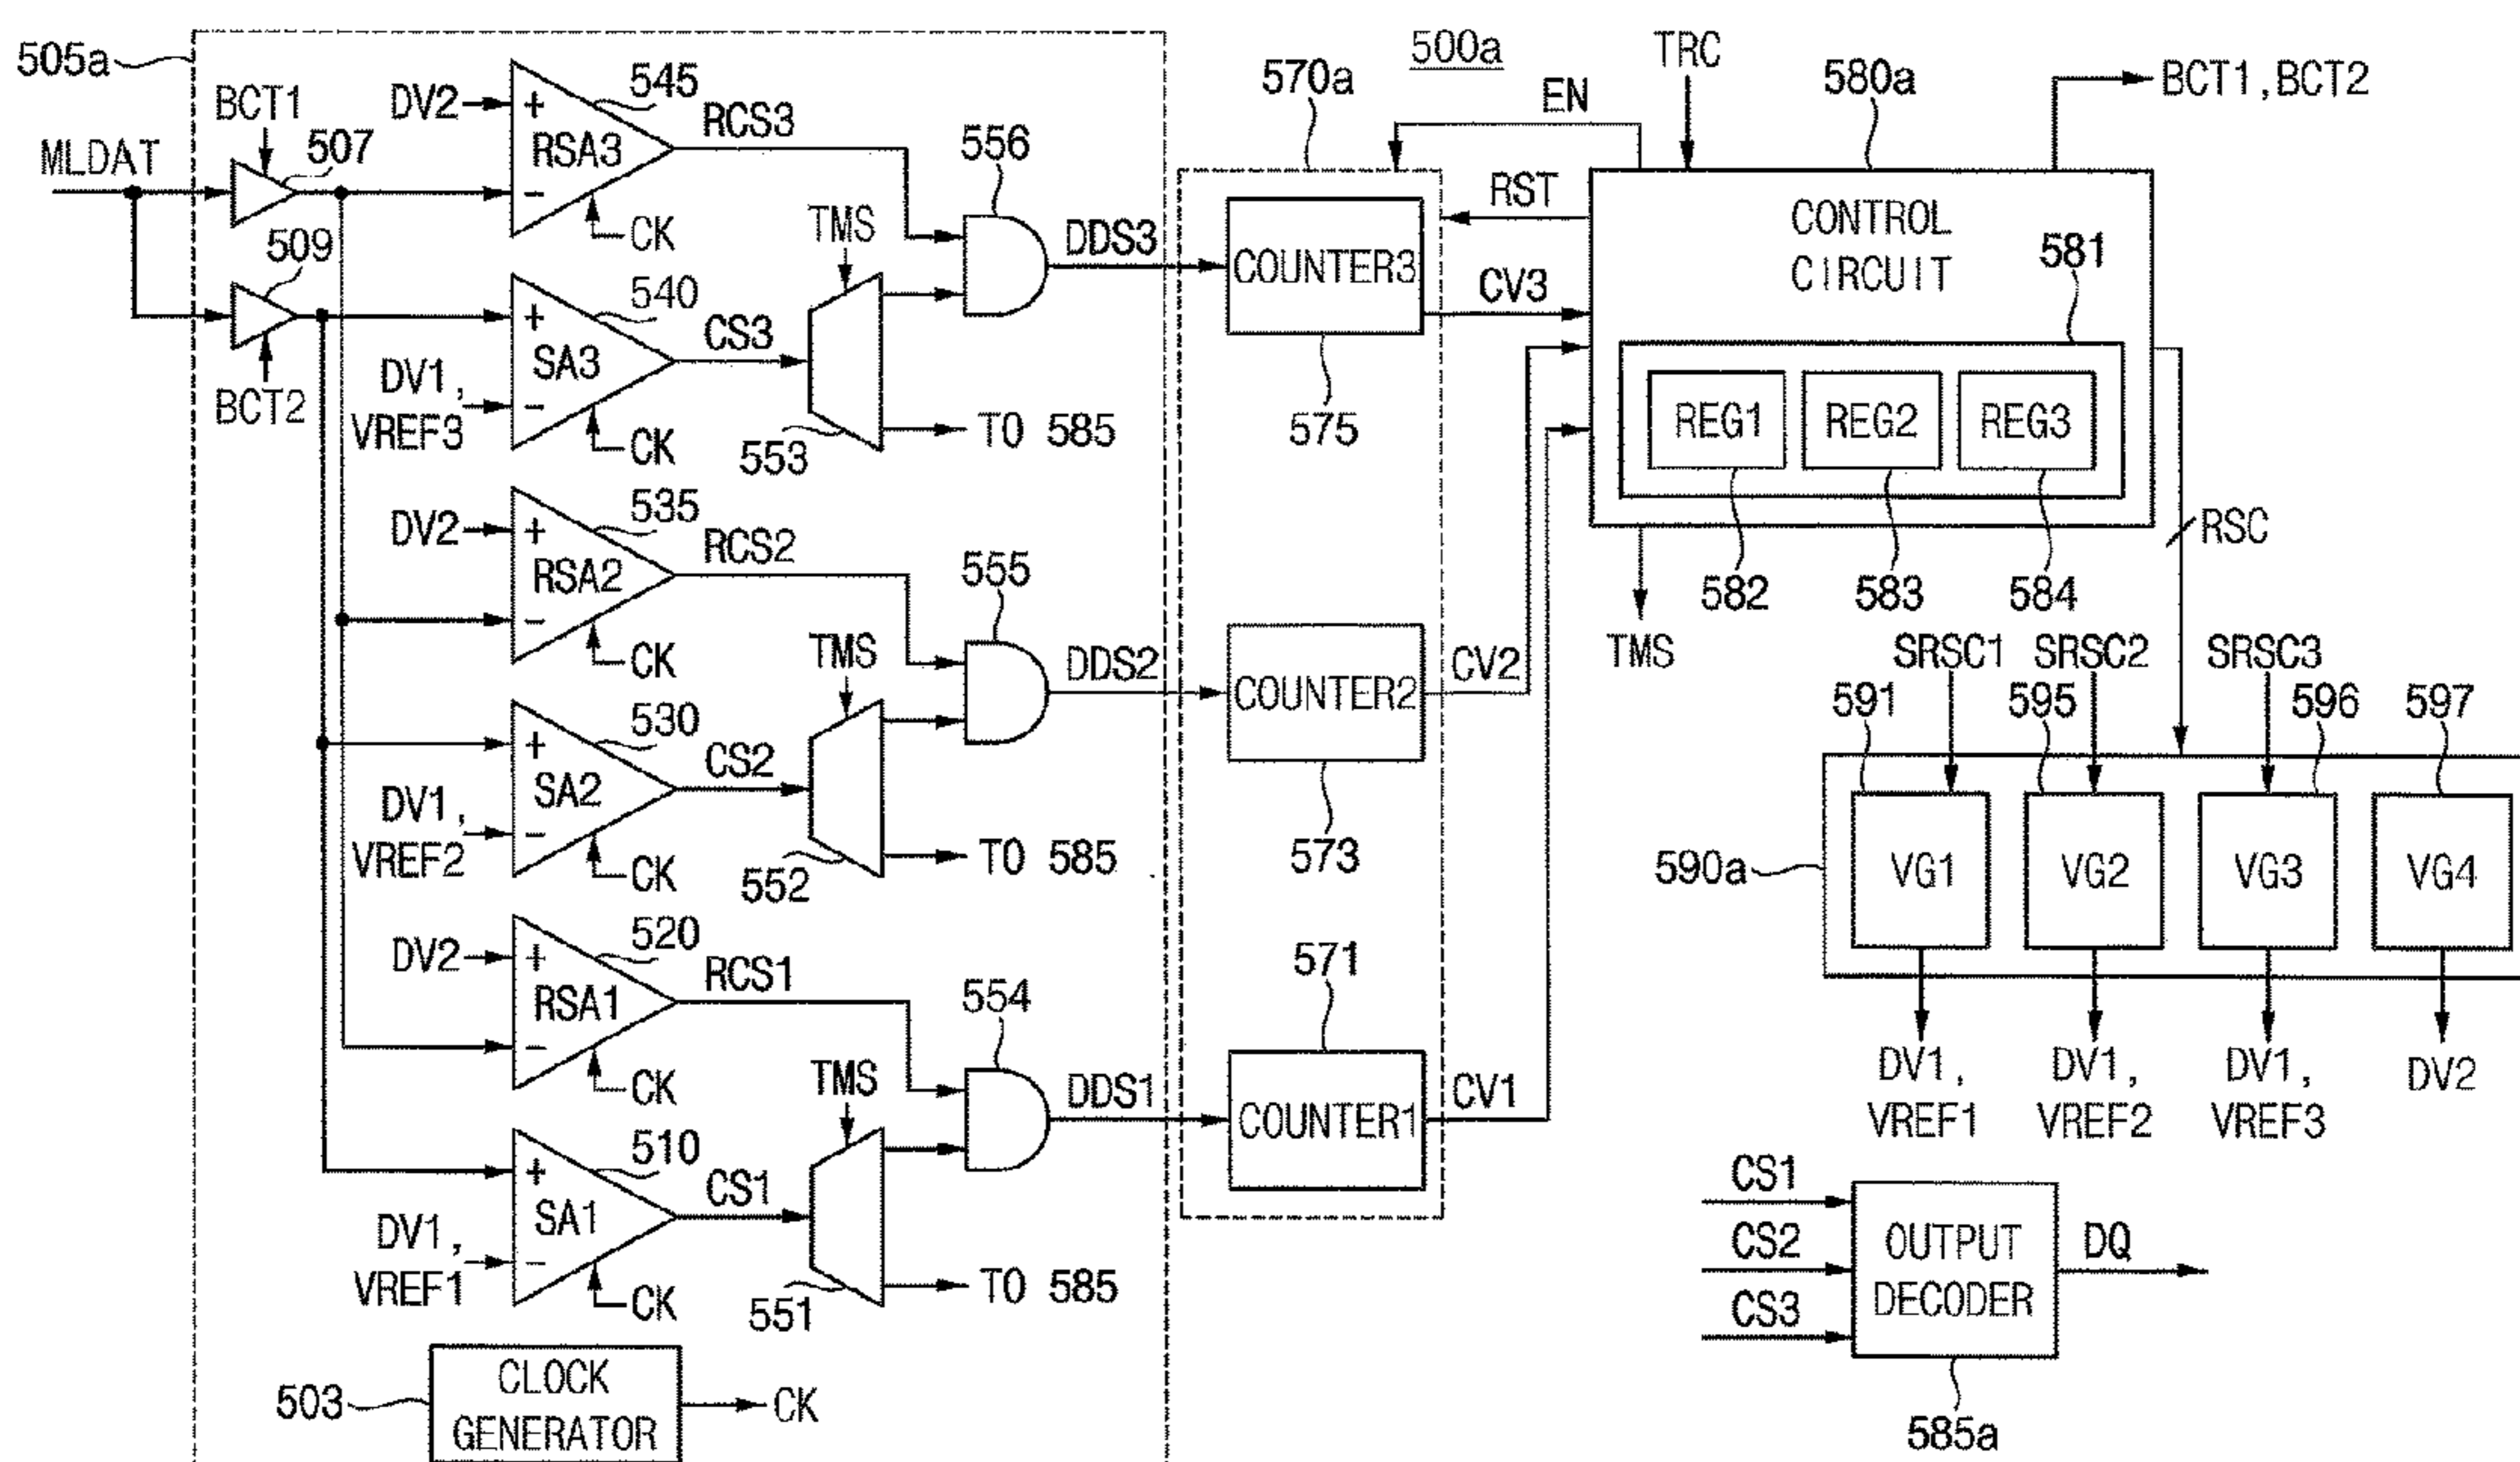 505a
MLDAT
BCT1
507
509
BCT2
DV2
+
RSA3
−
545
RCS3
CK
+
SA3
−
540
CS3
DV1,
VREF3
CK
TMS
553
TO 585
556
DDS3
DV2
+
RSA2
−
535
RCS2
CK
+
SA2
−
530
CS2
DV1,
VREF2
CK
TMS
552
TO 585
555
DDS2
DV2
+
RSA1
−
520
RCS1
CK
+
SA1
−
510
CS1
DV1,
VREF1
CK
TMS
551
TO 585
554
DDS1
503
CLOCK
GENERATOR
CK
500a
570a
COUNTER3
575
COUNTER2
573
571
COUNTER1
EN
RST
CV3
CV2
CV1
TRC
580a
BCT1, BCT2
CONTROL
CIRCUIT
581
REG1
REG2
REG3
582
583
584
TMS
RSC
SRSC1
SRSC2
SRSC3
591
595
596
597
590a
VG1
VG2
VG3
VG4
DV1,
VREF1
DV1,
VREF2
DV1,
VREF3
DV2
CS1
CS2
CS3
OUTPUT
DECODER
DQ
585a